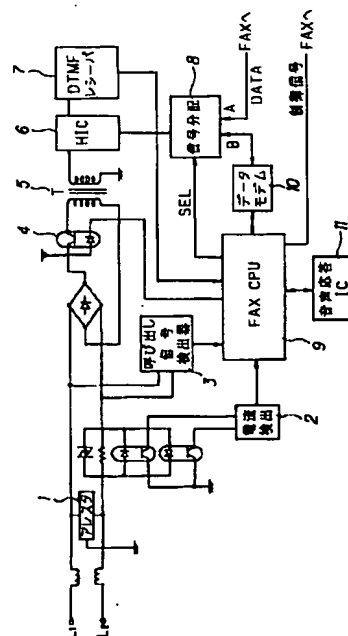 L1
L2
アレスタ
1
電流
検出
2
呼び出し
信号
検出器
3
4
5
T
HIC
6
DTMF
レシーバ
7
信号分配
8
SEL
A
B
DATA
FAXへ
FAX CPU
9
データ
モデム
10
音声応答
IC
11
制御信号
FAXへ